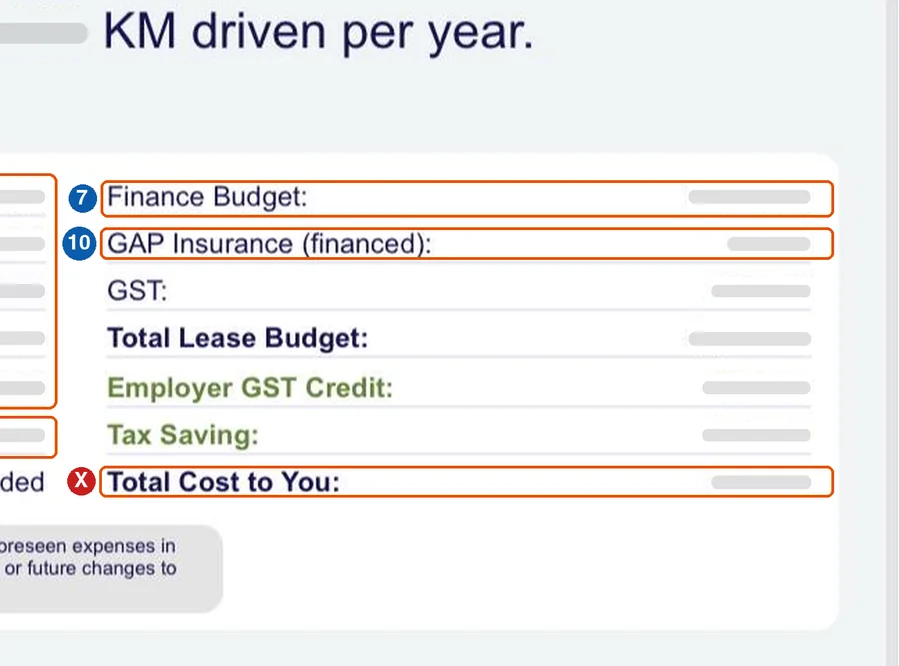 KM driven per year.
7 Finance Budget:
10 GAP Insurance (financed):
GST:
Total Lease Budget:
Employer GST Credit:
Tax Saving:
ded
X Total Cost to You:
oreseen expenses in
or future changes to